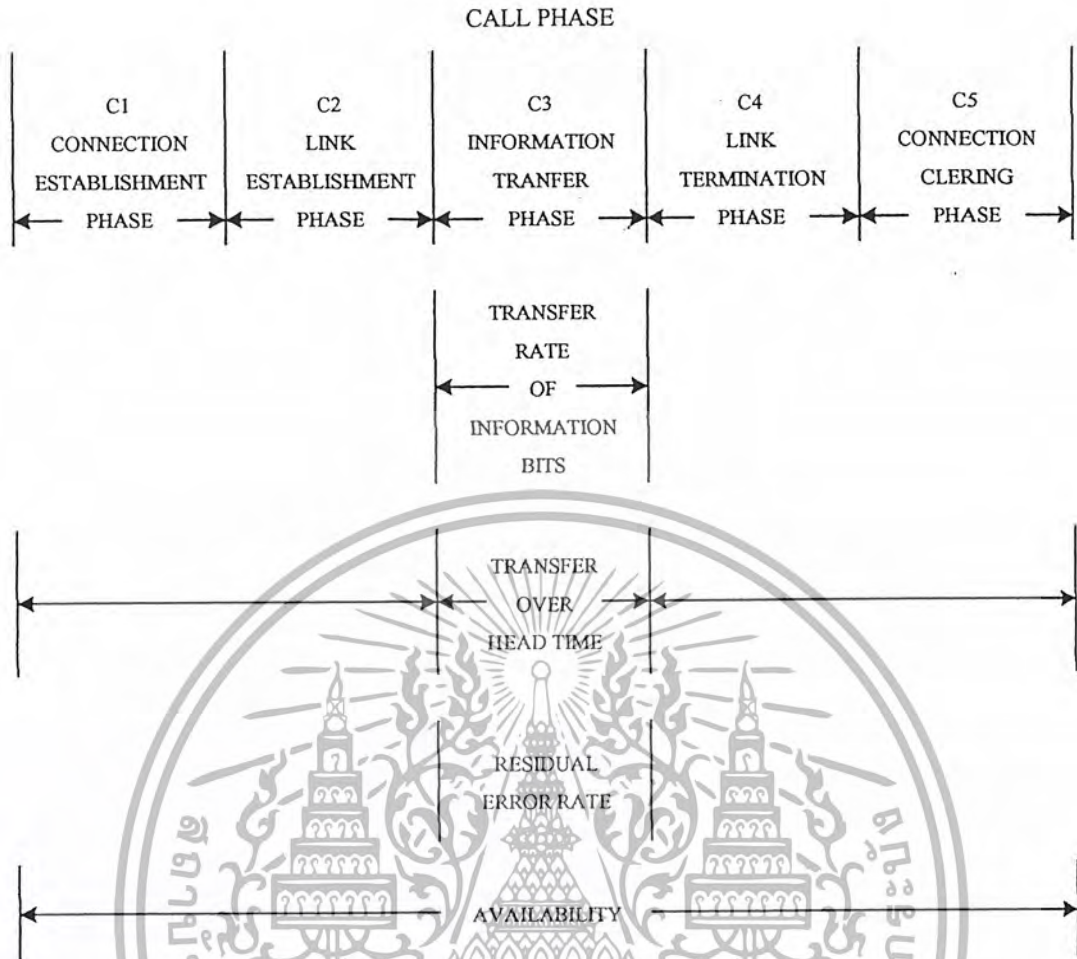 CALL PHASE
C1
CONNECTION
ESTABLISHMENT
PHASE
C2
LINK
ESTABLISHMENT
PHASE
C3
INFORMATION
TRANFER
PHASE
C4
LINK
TERMINATION
PHASE
C5
CONNECTION
CLERING
PHASE
TRANSFER
RATE
OF
INFORMATION
BITS
TRANSFER
OVER
HEAD TIME
RESIDUAL
ERROR RATE
AVAILABILITY